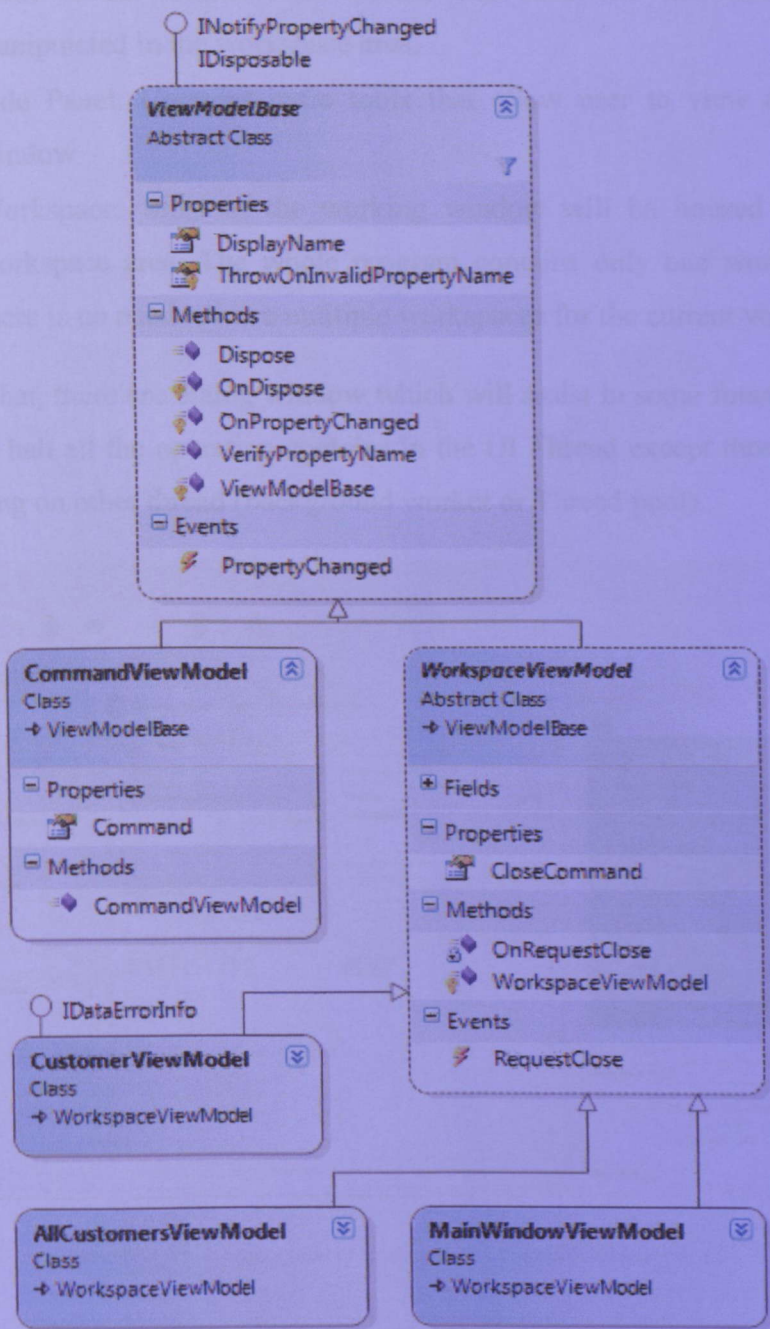 INotifyPropertyChanged
IDisposable
ViewModelBase
Abstract Class
Properties
DisplayName
ThrowOnInvalidPropertyName
Methods
Dispose
OnDispose
OnPropertyChanged
VerifyPropertyName
ViewModelBase
Events
PropertyChanged
CommandViewModel
Class
ViewModelBase
Properties
Command
Methods
CommandViewModel
WorkspaceViewModel
Abstract Class
ViewModelBase
Fields
Properties
CloseCommand
Methods
OnRequestClose
WorkspaceViewModel
Events
RequestClose
IDataErrorInfo
CustomerViewModel
Class
WorkspaceViewModel
AllCustomersViewModel
Class
WorkspaceViewModel
MainWindowViewModel
Class
WorkspaceViewModel